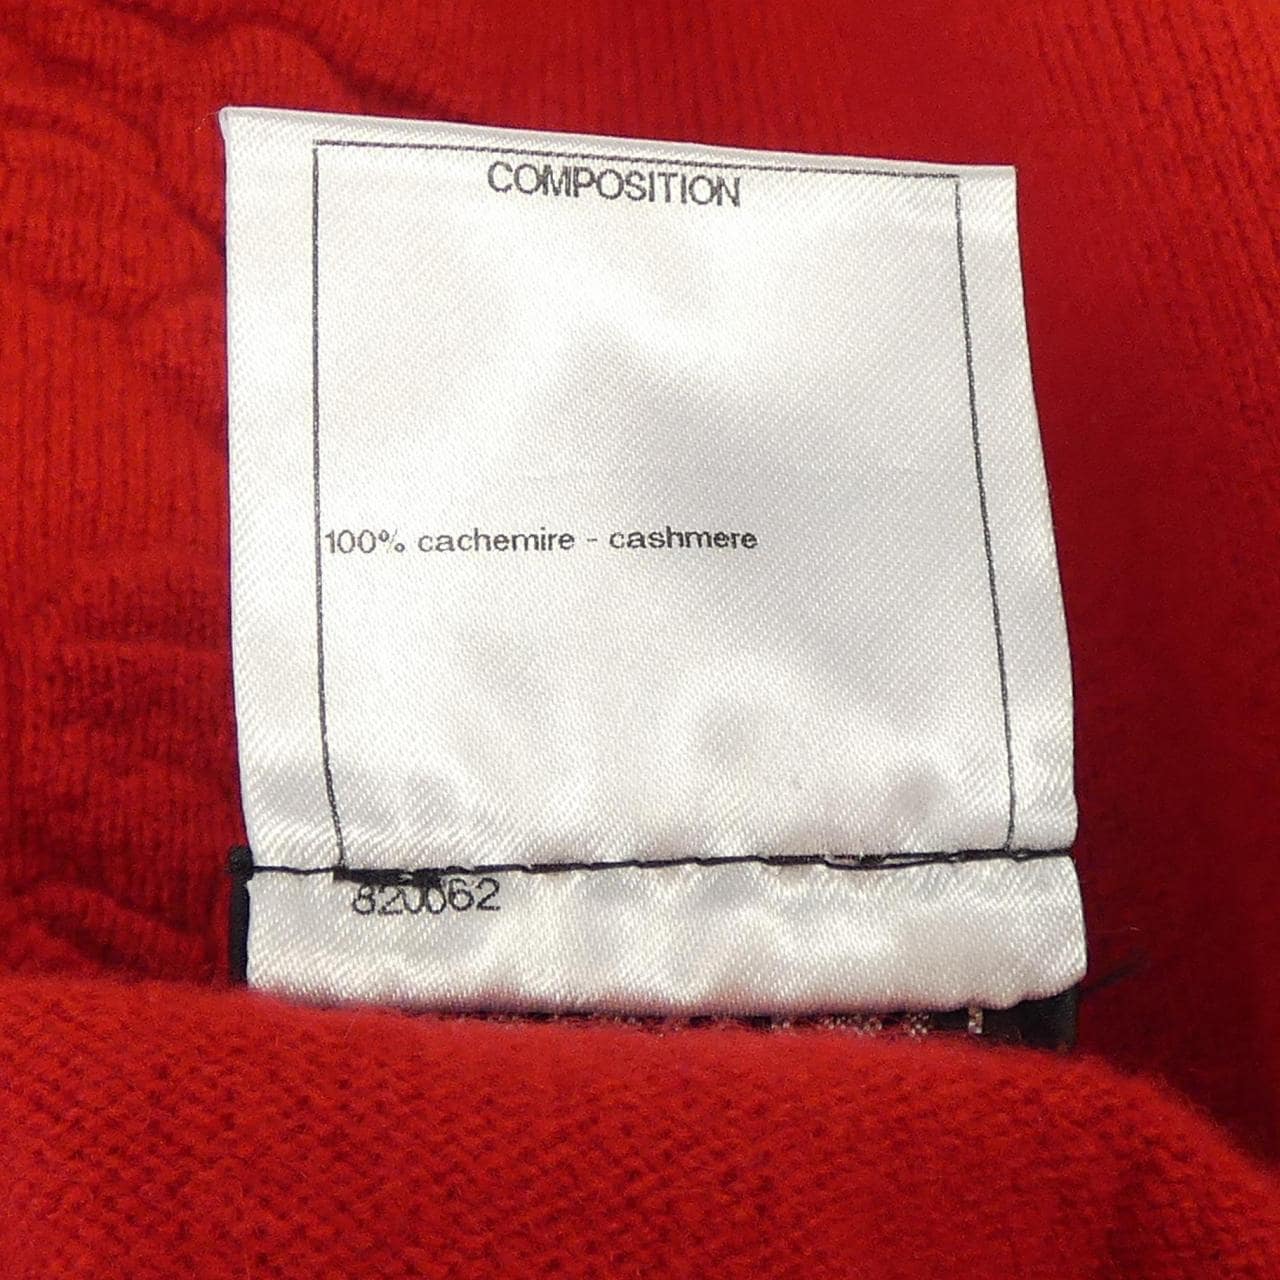 COMPOSITION
100% cachemire - cashmere
820062